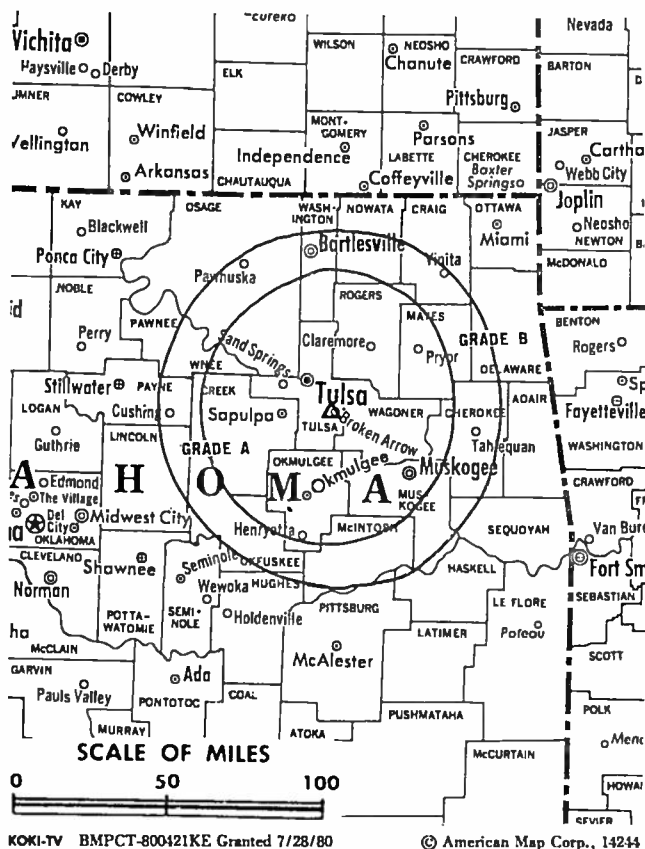 EUREKA
Nevada
Vichita
WILSON
NEOSHO
Chanute
CRAWFORD
BARTON
Haysville
Derby
ELK
Pittsburg
UMNER
COWLEY
MONT-
GOMERY
JASPER
Vellington
Winfield
Parsons
Cartha
Independence
LABETTE
CHEROKEE
Webb City
Arkansas
CHAUTAUQUA
Coffeyville
Baxter
Springs
Joplin
KAY
OSAGE
WASH-
INGTON
NOWATA
CRAIG
OTTAWA
Neosho
NEWTON
Blackwell
Bartlesville
Miami
Ponca City
Pawhuska
Vinita
McDONALD
NOBLE
ROGERS
PAWNEE
MAYES
BENTON
Perry
Sand Springs
Claremore
Pryor
GRADE B
Rogers
DELAWARE
Stillwater
PAYNE
CREEK
Tulsa
ADAIR
LOGAN
Cushing
Sapulpa
WAGONER
CHEROKEE
Fayetteville
Guthrie
LINCOLN
TULSA
Broken Arrow
Tahlequan
WASHINGTON
GRADE A
OKMULGEE
A H O M A
Edmond
Okmulgee
Muskogee
CRAWFORD
The Village
MUS-
KOGEE
Del
City
Midwest City
Henryetta
McINTOSH
SEQUOYAH
Van Bure
OKLAHOMA
CLEVELAND
Shawnee
Seminole
OKFUSKEE
HASKELL
Fort Sm
Norman
Wewoka
HUGHES
SEBASTIAN
POTTA-
WATOMIE
SEMI-
NOLE
Holdenville
PITTSBURG
LE FLORE
Poteau
McCLAIN
LATIMER
SCOTT
GARVIN
McAlester
Ada
Pauls Valley
PONTOTOC
COAL
POLK
MURRAY
ATOKA
PUSHMATAHA
Mena
SCALE OF MILES
McCURTAIN
0 50 100
HOWA
SEVIER
KOKI-TV BMPCT-800421KE Granted 7/28/80 © American Map Corp., 14244